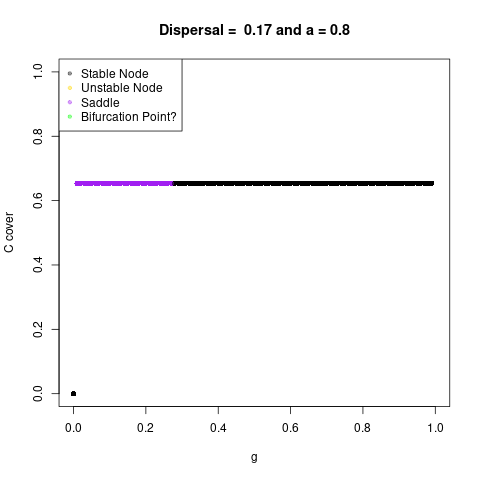 Dispersal =  0.17 and a = 0.8
Stable Node
Unstable Node
Saddle
Bifurcation Point?
1.0
0.8
0.6
0.4
0.2
0.0
C cover
0.0 0.2 0.4 0.6 0.8 1.0
g